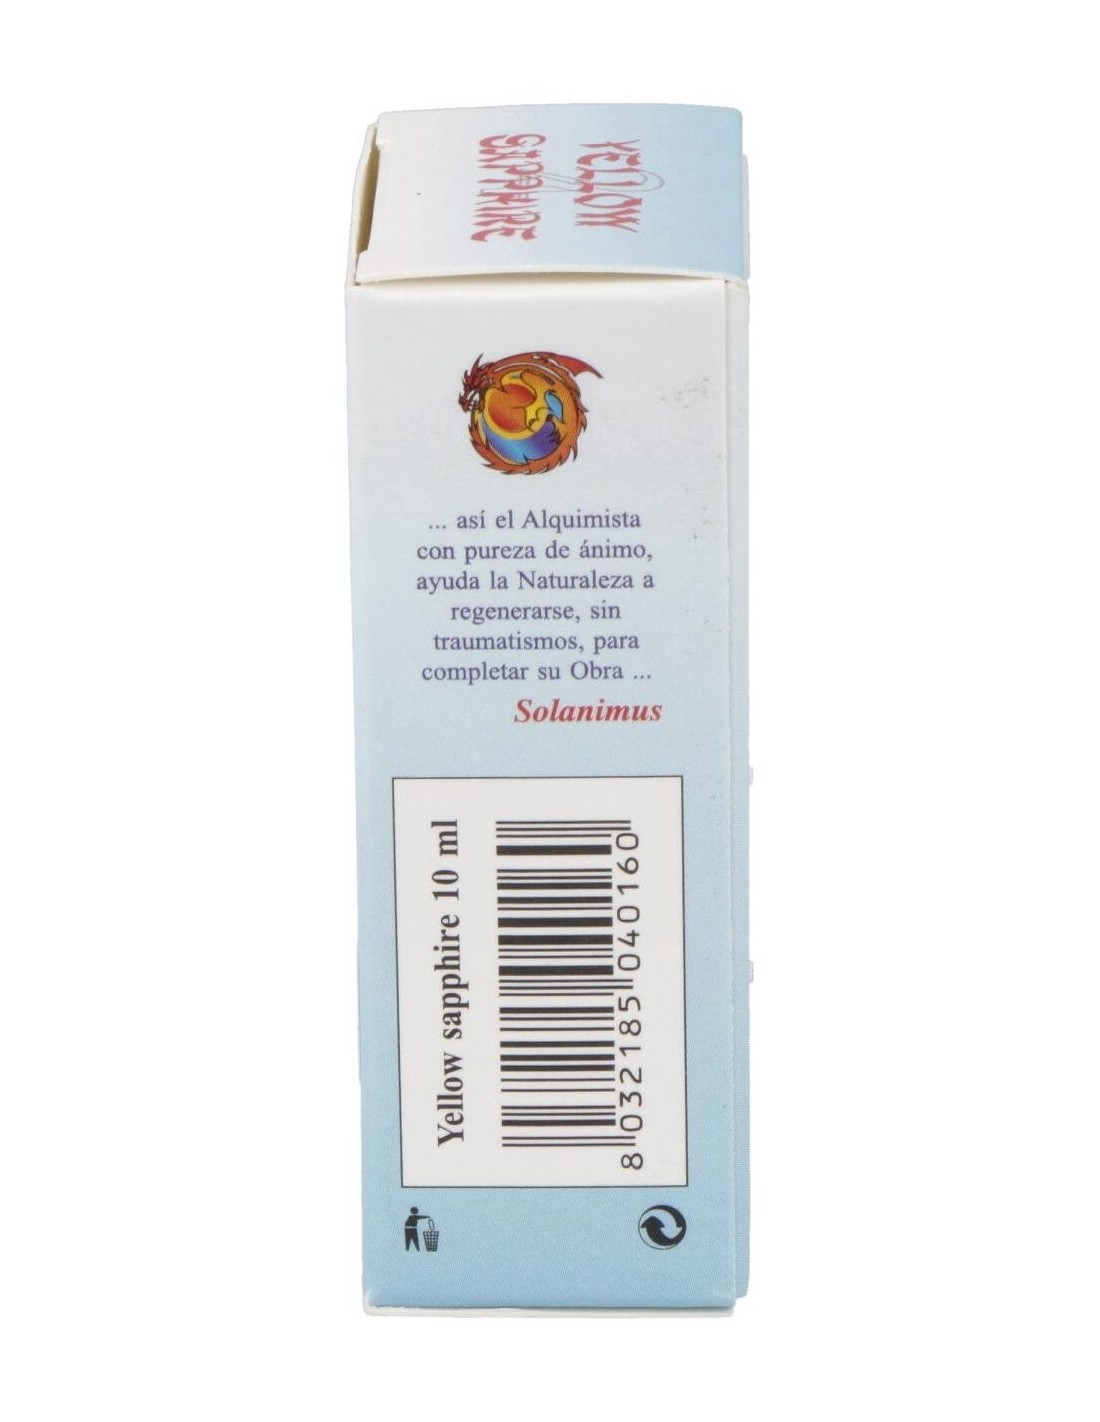 YELLOW
SAPPHIRE
... así el Alquimista
con pureza de ánimo,
ayuda la Naturaleza a
regenerarse, sin
traumatismos, para
completar su Obra ...
Solanimus
Yellow sapphire 10 ml
8 032185 040160